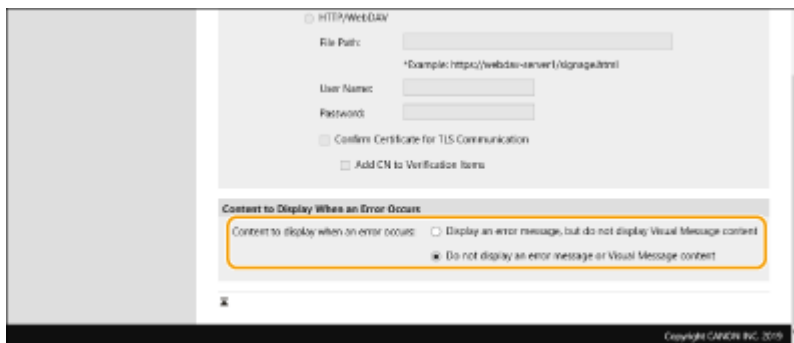 HTTP/WebDAV
File Path:
*Example: https://webdav-server1/signage.html
User Name:
Password:
Confirm Certificate for TLS Communication
Add CN to Verification Items
Content to Display When an Error Occurs
Content to display when an error occurs: Display an error message, but do not display Visual Message content
Do not display an error message or Visual Message content
Copyright CANON INC. 2019